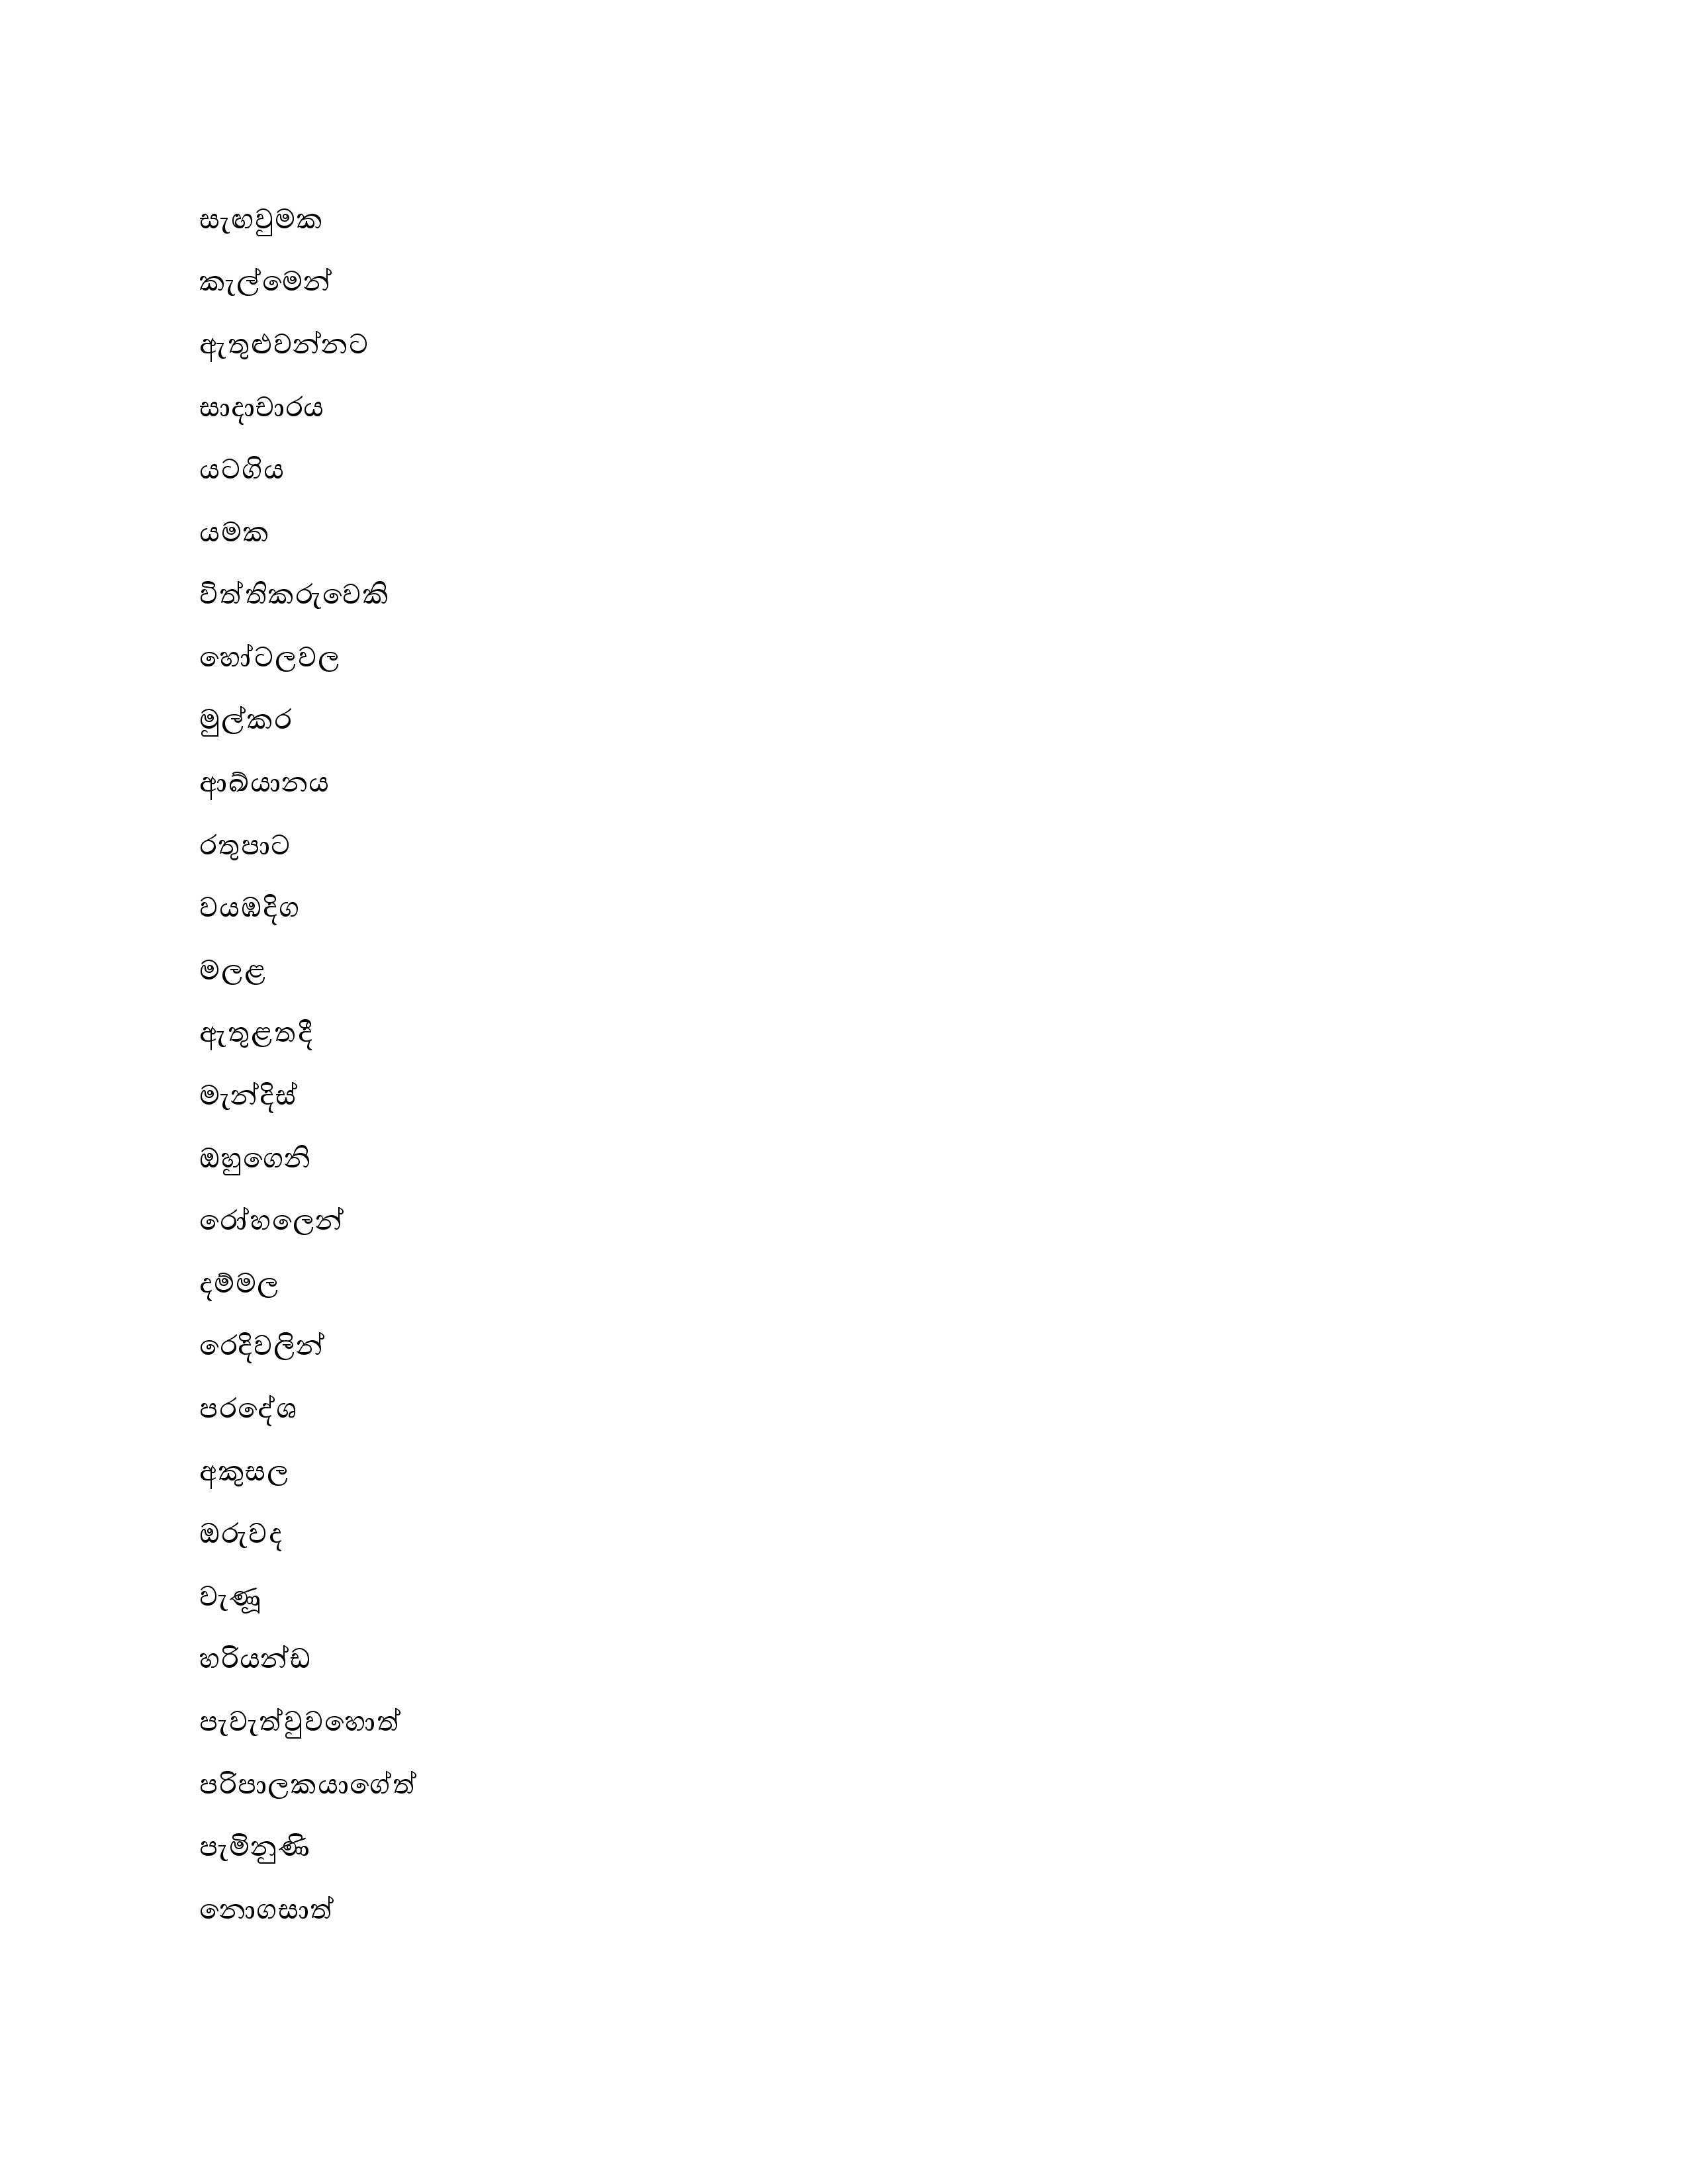 සැඟවුමක
කැල්මෙන්
ඇතුළුවන්නට
සාදාචාරය
යටගිය
යමක
විත්තිකරුවෙකි
හෝටලවල
මුල්කර
ආඛ්යානය
රතුපාට
වයඹදිග
මලළ
ඇතුළතදී
මැන්දිස්
ඔහුගෙනි
රෝහලෙන්
දම්මල
රෙදිවලින්
පරදේශ
අකුසල
ඔරුවද
වැණූ
හරියන්ඩ
පැවැත්වුවහොත්
පරිපාලකයාගේත්
පැමිනුණි
නොගසාත්